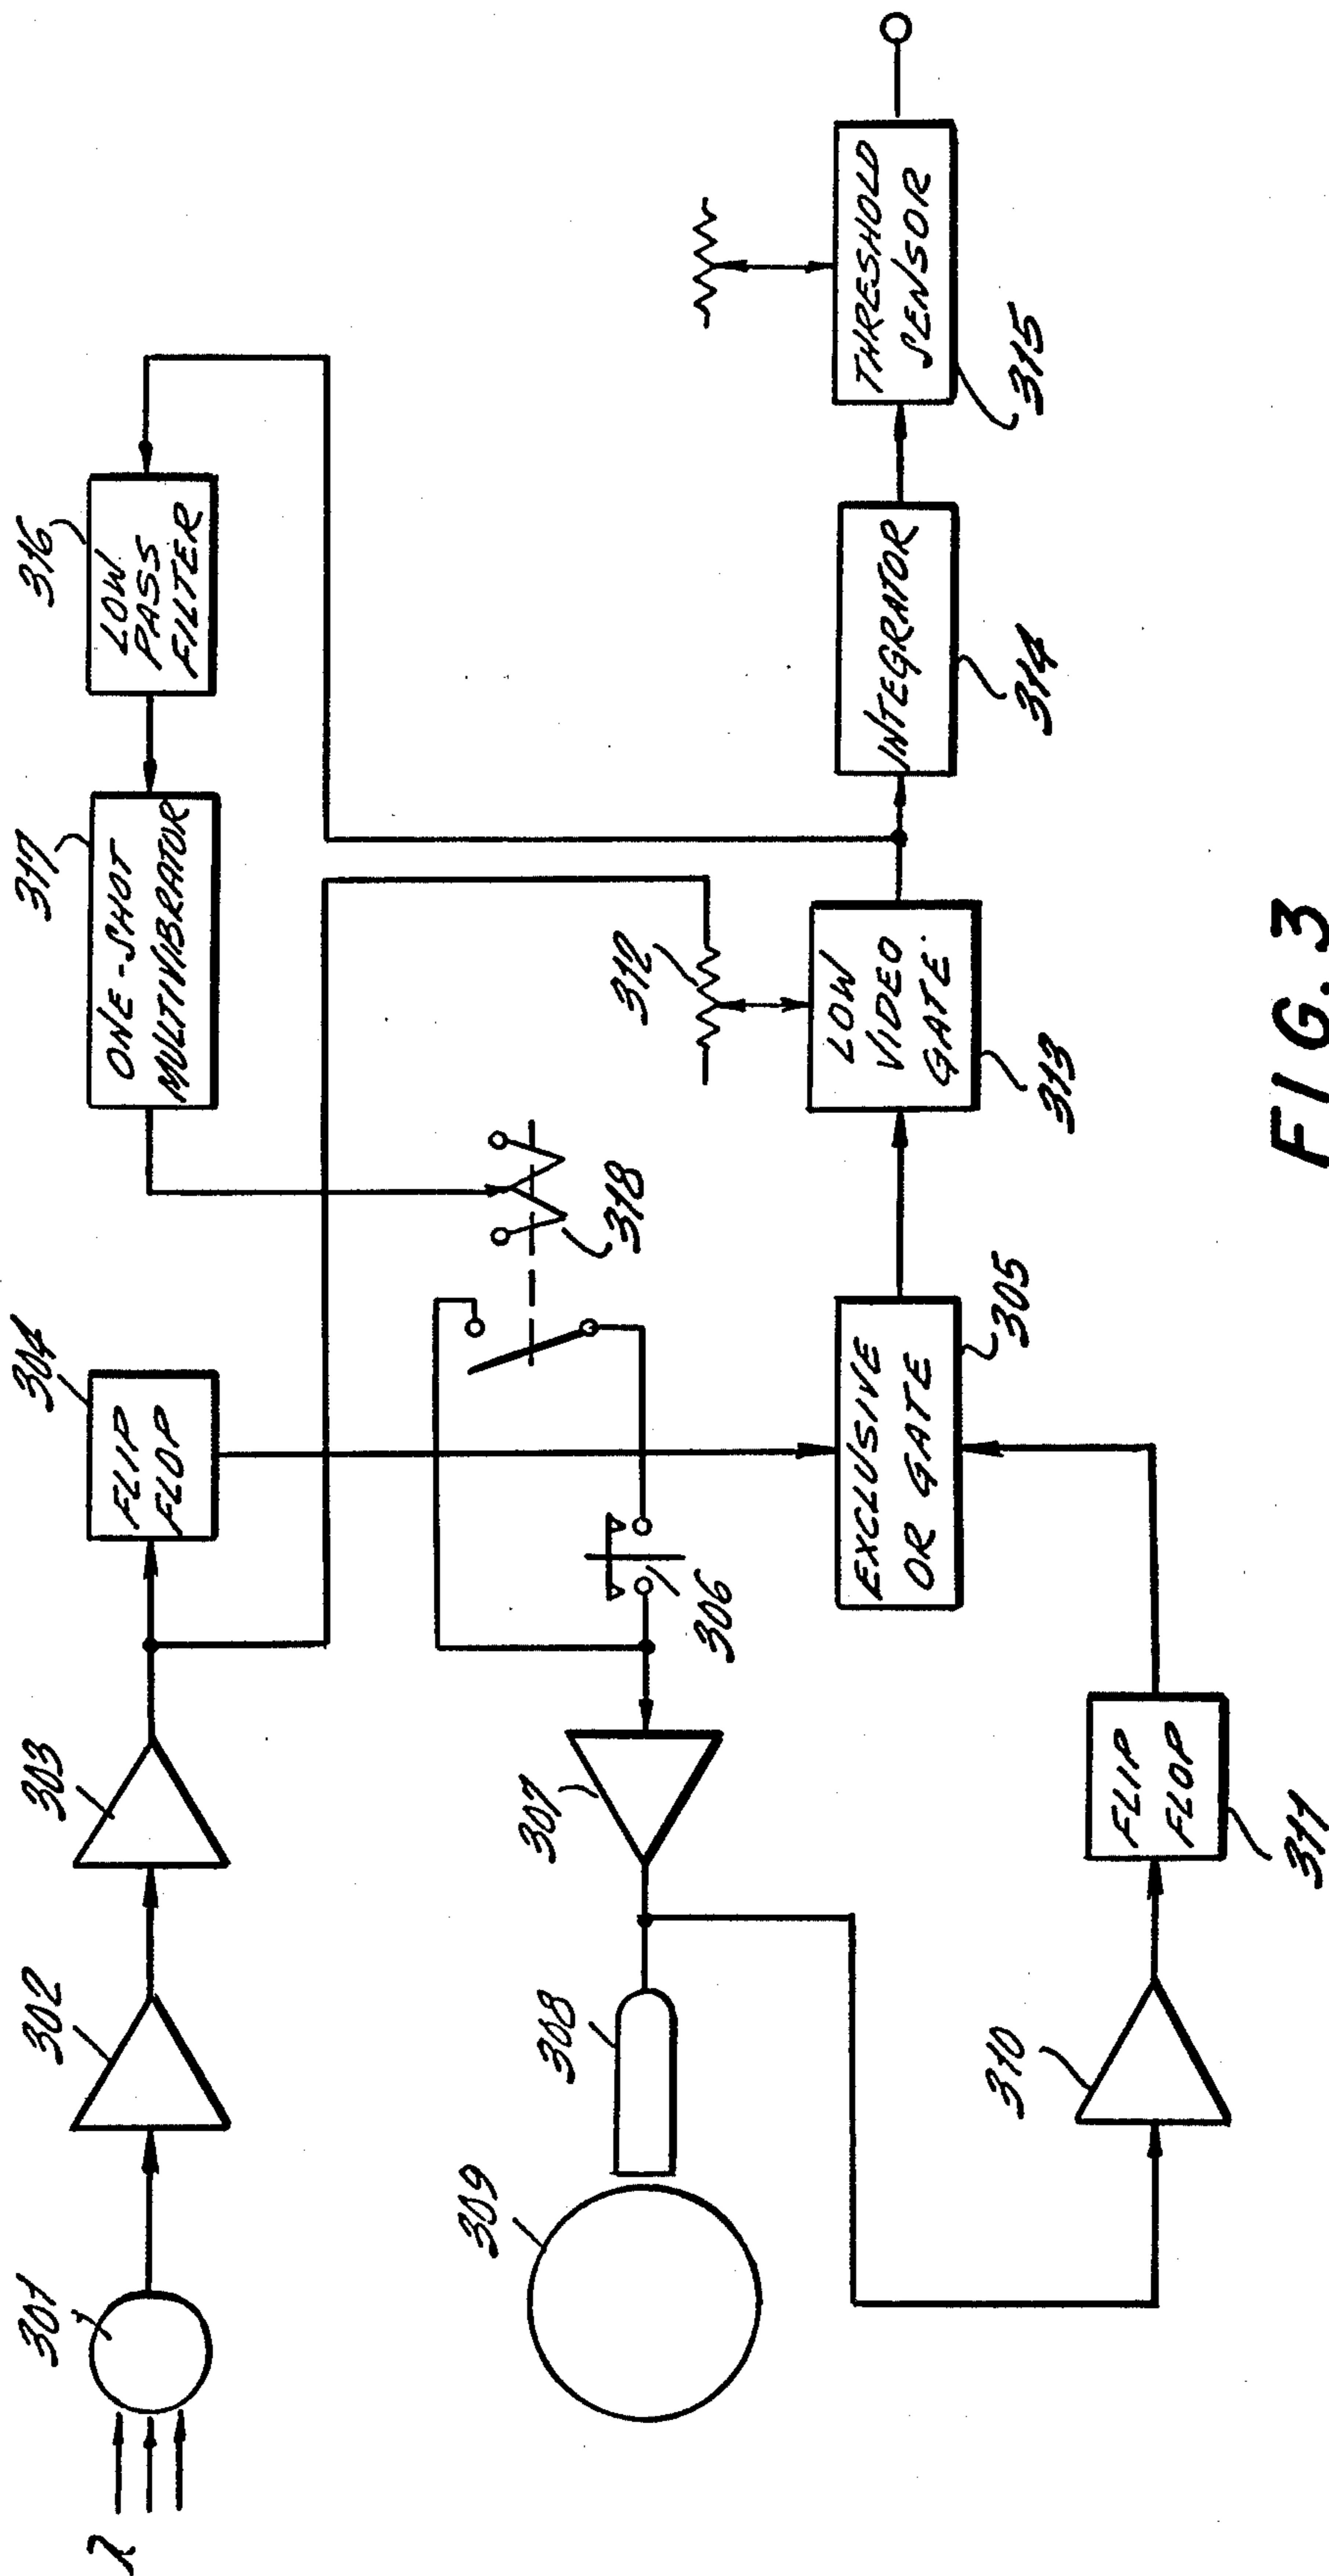 λ
301
302
303
304
FLIP
FLOP
317
ONE-SHOT
MULTIVIBRATOR
316
LOW
PASS
FILTER
309
308
307
306
318
312
310
311
FLIP
FLOP
EXCLUSIVE
OR GATE
305
LOW
VIDEO
GATE
313
INTEGRATOR
314
THRESHOLD
SENSOR
315
FIG. 3